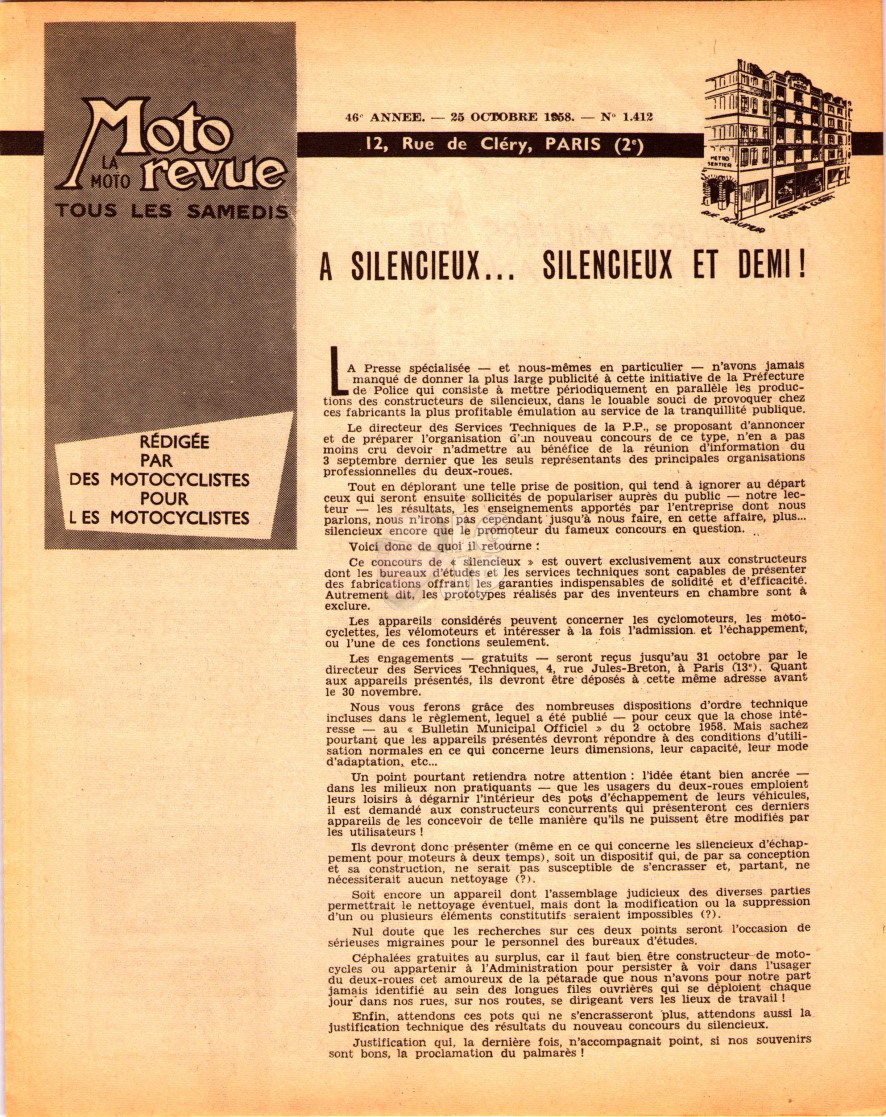 Moto
LA
MOTO revue
TOUS LES SAMEDIS
46e ANNEE. — 25 OCTOBRE 1958. — No 1.412
12, Rue de Cléry, PARIS (2e)
METRO
SENTIER
RUE DE CLERY
RÉDIGÉE
PAR
DES MOTOCYCLISTES
POUR
LES MOTOCYCLISTES
A SILENCIEUX... SILENCIEUX ET DEMI !
LA Presse spécialisée — et nous-mêmes en particulier — n'avons jamais
manqué de donner la plus large publicité à cette initiative de la Préfecture
de Police qui consiste à mettre périodiquement en parallèle les produc-
tions des constructeurs de silencieux, dans le louable souci de provoquer chez
ces fabricants la plus profitable émulation au service de la tranquillité publique.
Le directeur des Services Techniques de la P.P., se proposant d'annoncer
et de préparer l'organisation d'un nouveau concours de ce type, n'en a pas
moins cru devoir n'admettre au bénéfice de la réunion d'information du
3 septembre dernier que les seuls représentants des principales organisations
professionnelles du deux-roues.
Tout en déplorant une telle prise de position, qui tend à ignorer au départ
ceux qui seront ensuite sollicités de populariser auprès du public — notre lec-
teur — les résultats, les enseignements apportés par l'entreprise dont nous
parlons, nous n'irons pas cependant jusqu'à nous faire, en cette affaire, plus...
silencieux encore que le promoteur du fameux concours en question.
Voici donc de quoi il retourne :
Ce concours de « silencieux » est ouvert exclusivement aux constructeurs
dont les bureaux d'études et les services techniques sont capables de présenter
des fabrications offrant les garanties indispensables de solidité et d'efficacité.
Autrement dit, les prototypes réalisés par des inventeurs en chambre sont à
exclure.
Les appareils considérés peuvent concerner les cyclomoteurs, les moto-
cyclettes, les vélomoteurs et intéresser à la fois l'admission et l'échappement,
ou l'une de ces fonctions seulement.
Les engagements — gratuits — seront reçus jusqu'au 31 octobre par le
directeur des Services Techniques, 4, rue Jules-Breton, à Paris (13e). Quant
aux appareils présentés, ils devront être déposés à cette même adresse avant
le 30 novembre.
Nous vous ferons grâce des nombreuses dispositions d'ordre technique
incluses dans le règlement, lequel a été publié — pour ceux que la chose inté-
resse — au « Bulletin Municipal Officiel » du 2 octobre 1958. Mais sachez
pourtant que les appareils présentés devront répondre à des conditions d'utili-
sation normales en ce qui concerne leurs dimensions, leur capacité, leur mode
d'adaptation, etc...
Un point pourtant retiendra notre attention : l'idée étant bien ancrée —
dans les milieux non pratiquants — que les usagers du deux-roues emploient
leurs loisirs à dégarnir l'intérieur des pots d'échappement de leurs véhicules,
il est demandé aux constructeurs concurrents qui présenteront ces derniers
appareils de les concevoir de telle manière qu'ils ne puissent être modifiés par
les utilisateurs !
Ils devront donc présenter (même en ce qui concerne les silencieux d'échap-
pement pour moteurs à deux temps), soit un dispositif qui, de par sa conception
et sa construction, ne serait pas susceptible de s'encrasser et, partant, ne
nécessiterait aucun nettoyage (?).
Soit encore un appareil dont l'assemblage judicieux des diverses parties
permettrait le nettoyage éventuel, mais dont la modification ou la suppression
d'un ou plusieurs éléments constitutifs seraient impossibles (?).
Nul doute que les recherches sur ces deux points seront l'occasion de
sérieuses migraines pour le personnel des bureaux d'études.
Céphalées gratuites au surplus, car il faut bien être constructeur de moto-
cycles ou appartenir à l'Administration pour persister à voir dans l'usager
du deux-roues cet amoureux de la pétarade que nous n'avons pour notre part
jamais identifié au sein des longues files ouvrières qui se déploient chaque
jour dans nos rues, sur nos routes, se dirigeant vers les lieux de travail !
Enfin, attendons ces pots qui ne s'encrasseront plus, attendons aussi la
justification technique des résultats du nouveau concours du silencieux.
Justification qui, la dernière fois, n'accompagnait point, si nos souvenirs
sont bons, la proclamation du palmarès !